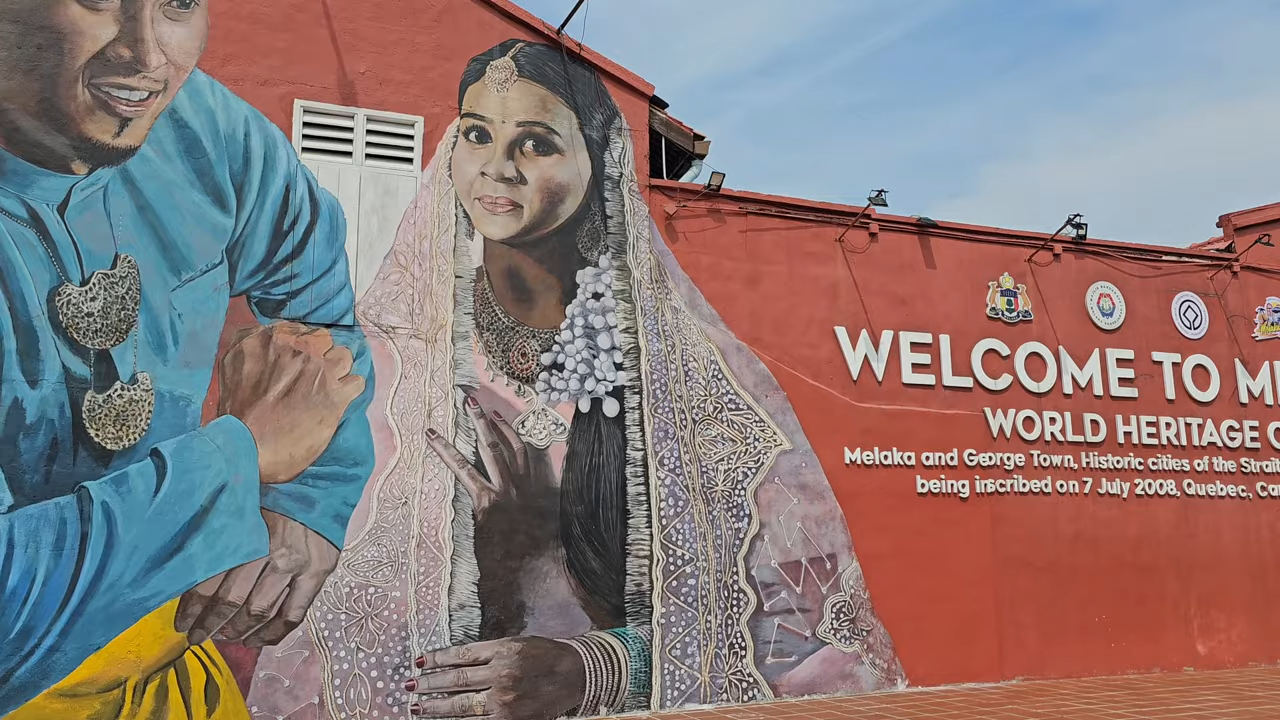 WELCOME TO
WORLD HERITAGE
Melaka and George Town, Historic cities of the
being inscribed on 7 July 2008, Quebec,